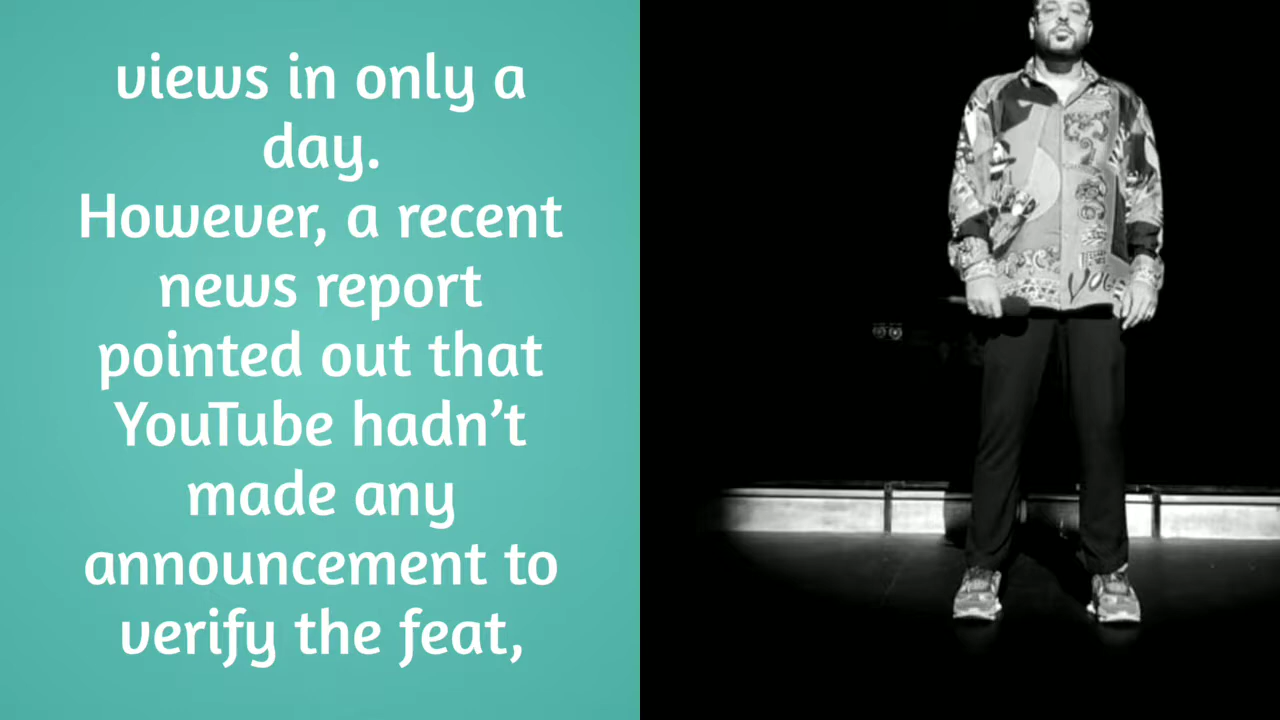 views in only a
day.
However, a recent
news report
pointed out that
YouTube hadn’t
made any
announcement to
verify the feat,